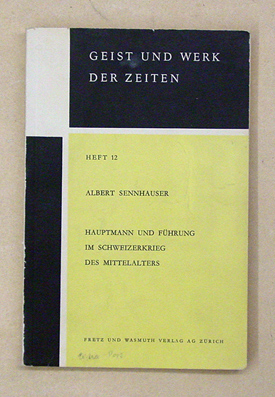 GEIST UND WERK
DER ZEITEN
HEFT 12
ALBERT SENNHAUSER
HAUPTMANN UND FÜHRUNG
IM SCHWEIZERKRIEG
DES MITTELALTERS
FRETZ UND WASMUTH VERLAG AG ZÜRICH